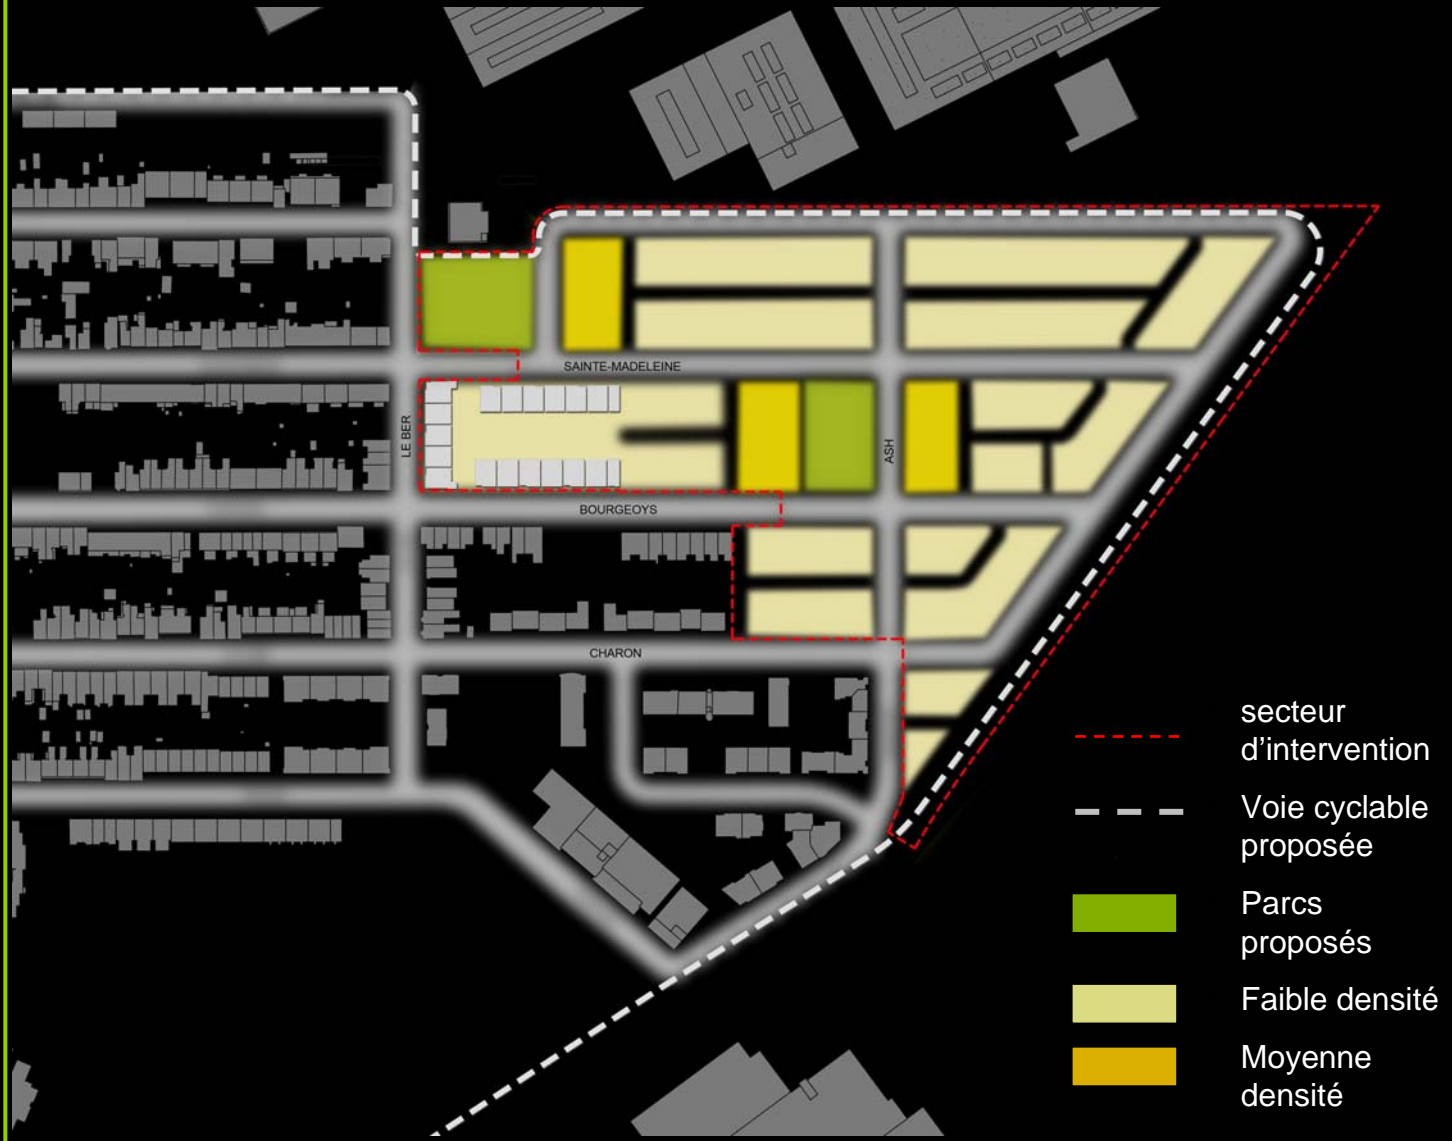 SAINTE-MADELEINE
LE BER
ASH
BOURGEOYS
CHARON
secteur
d'intervention
Voie cyclable
proposée
Parcs
proposés
Faible densité
Moyenne
densité